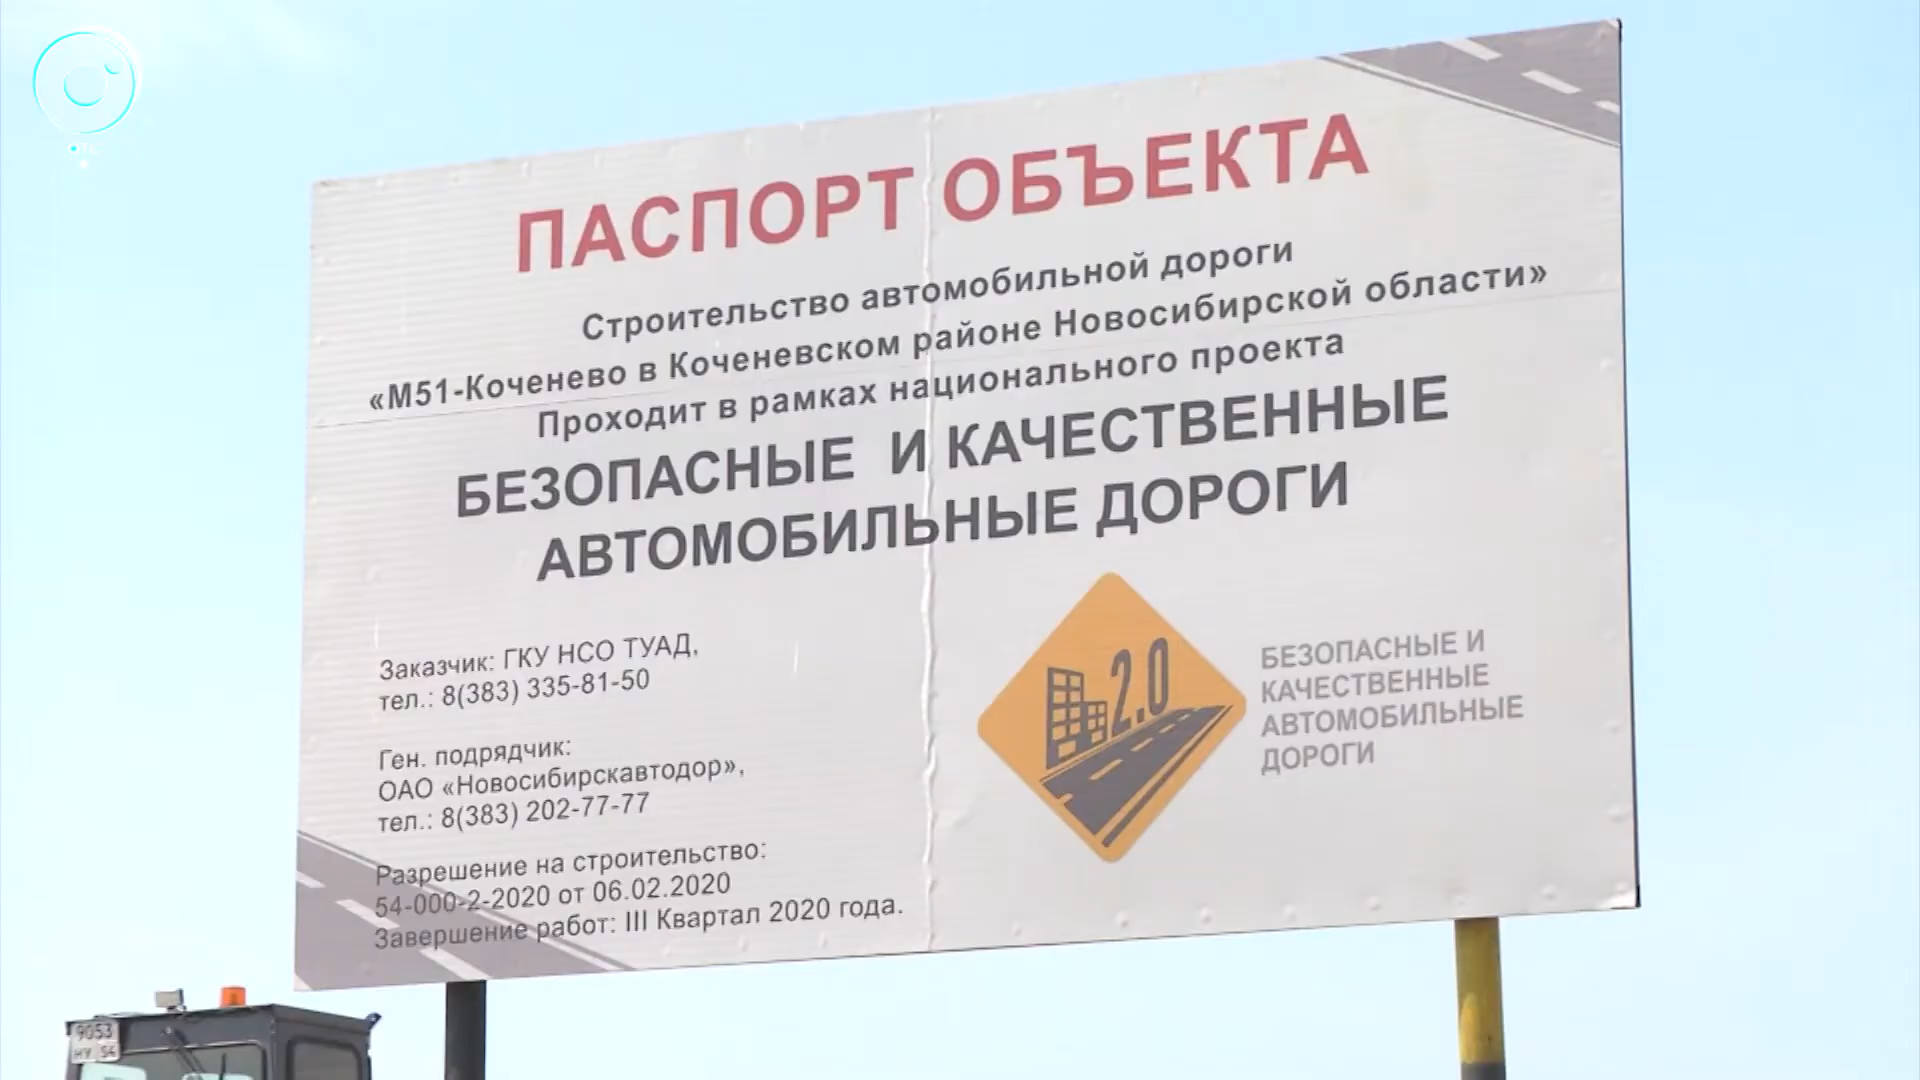 ОТС
ПАСПОРТ ОБЪЕКТА
Строительство автомобильной дороги
«М51-Коченево в Коченевском районе Новосибирской области»
Проходит в рамках национального проекта
БЕЗОПАСНЫЕ И КАЧЕСТВЕННЫЕ
АВТОМОБИЛЬНЫЕ ДОРОГИ
Заказчик: ГКУ НСО ТУАД,
тел.: 8(383) 335-81-50
Ген. подрядчик:
ОАО «Новосибирскавтодор»,
тел.: 8(383) 202-77-77
Разрешение на строительство:
54-000-2-2020 от 06.02.2020
Завершение работ: III Квартал 2020 года.
2.0
БЕЗОПАСНЫЕ И
КАЧЕСТВЕННЫЕ
АВТОМОБИЛЬНЫЕ
ДОРОГИ
9053
НУ 54